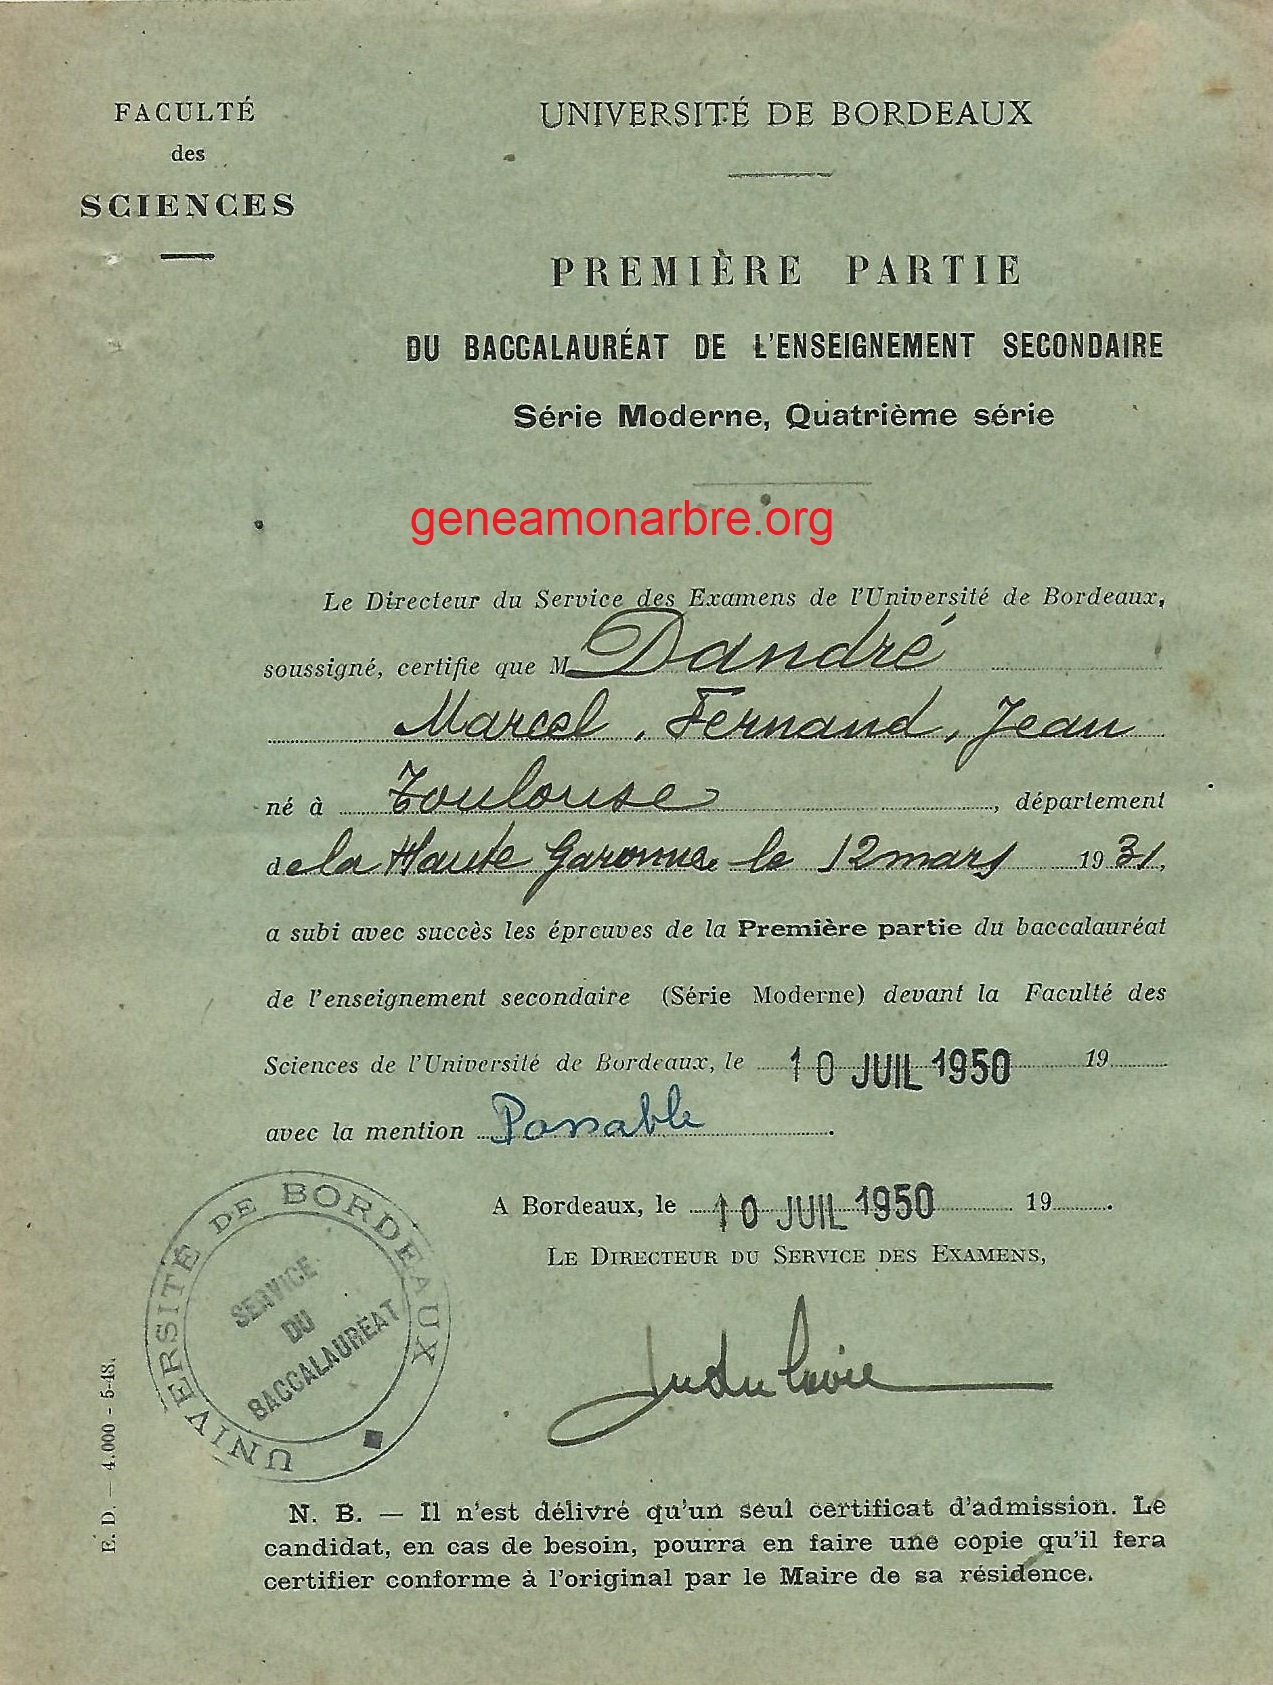 FACULTÉ
des
SCIENCES
UNIVERSITÉ DE BORDEAUX
PREMIÈRE PARTIE
DU BACCALAURÉAT DE L'ENSEIGNEMENT SECONDAIRE
Série Moderne, Quatrième série
geneamonarbre.org
Le Directeur du Service des Examens de l'Université de Bordeaux,
soussigné, certifie que M Dandré
Marcel, Fernand, Jean
né à Toulouse, département
de la Haute Garonne le 12 mars 1931,
a subi avec succès les épreuves de la Première partie du baccalauréat
de l'enseignement secondaire (Série Moderne) devant la Faculté des
Sciences de l'Université de Bordeaux, le 10 JUIL 1950 19
avec la mention Passable.
A Bordeaux, le 10 JUIL 1950 19.
LE DIRECTEUR DU SERVICE DES EXAMENS,
UNIVERSITÉ DE BORDEAUX
SERVICE
DU
BACCALAURÉAT
E. D. — 4.000 - 5-48.
N. B. — Il n'est délivré qu'un seul certificat d'admission. Le
candidat, en cas de besoin, pourra en faire une copie qu'il fera
certifier conforme à l'original par le Maire de sa résidence.